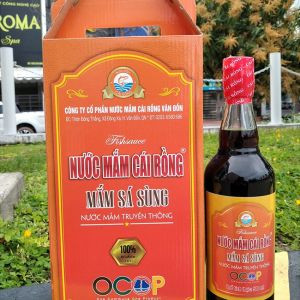 ROMA
Spa
CÔNG TY CỔ PHẦN NƯỚC MẮM CÁI RỒNG VÂN ĐỒN
Fishsauce
NƯỚC MẮM CÁI RỒNG®
MẮM SÁ SÙNG
NƯỚC MẮM TRUYỀN THỐNG
100%
OCOP
Fishsauce
NƯỚC MẮM CÁI RỒNG
MẮM SÁ SÙNG
NƯỚC MẮM TRUYỀN THỐNG
OCOP